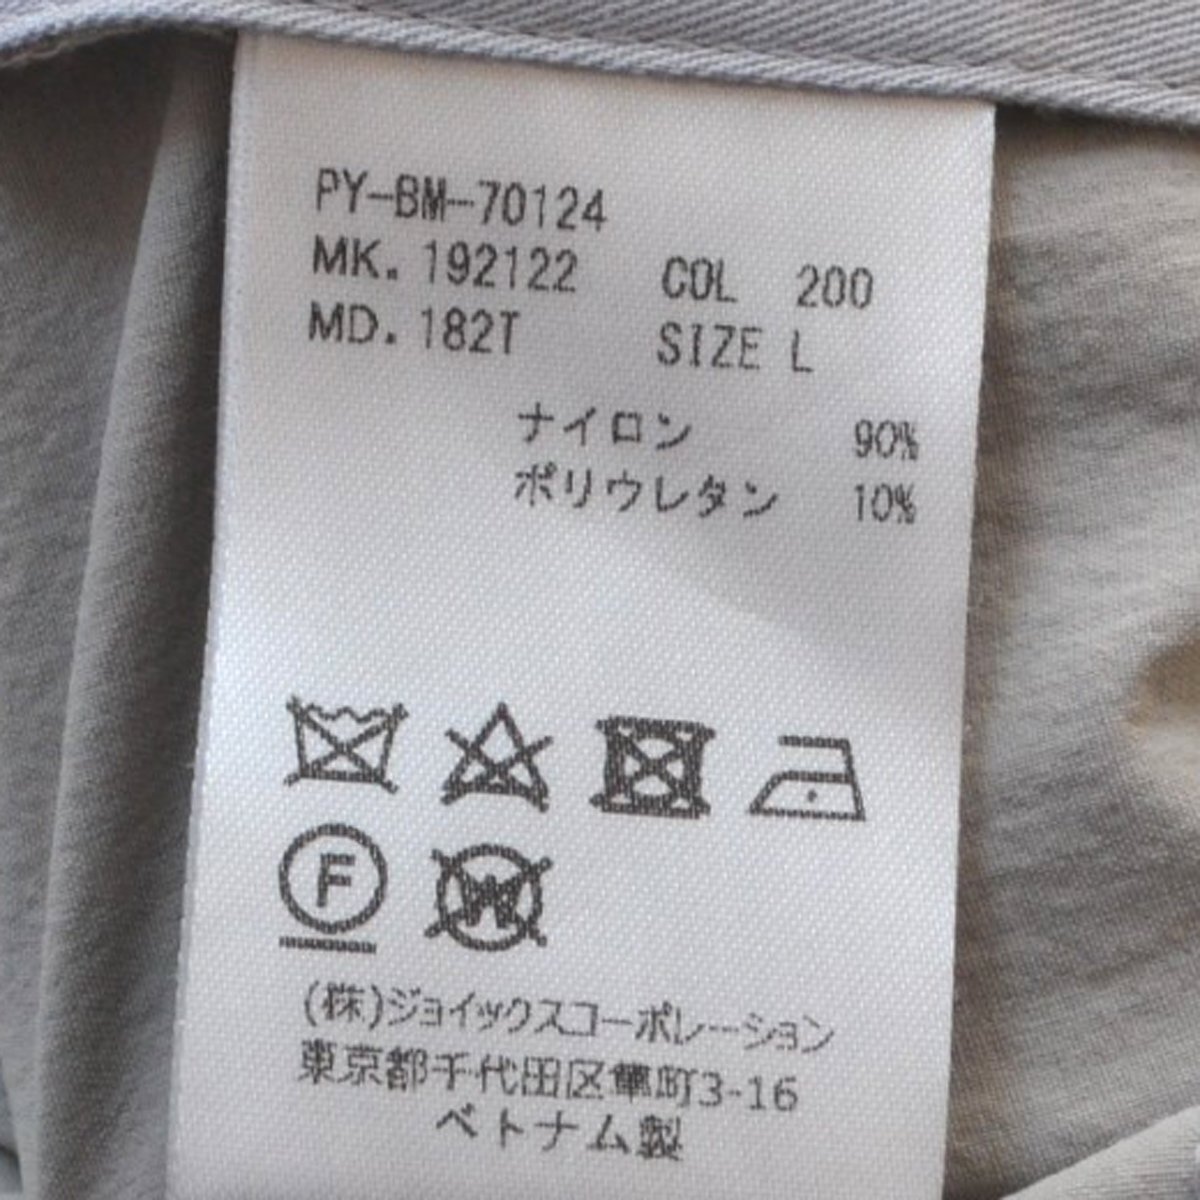 PY-BM-70124
MK. 192122 COL 200
MD. 182T SIZE L
ナイロン 90%
ポリウレタン 10%
F
W
(株)ジョイックスコーポレーション
東京都千代田区麹町3-16
ベトナム製